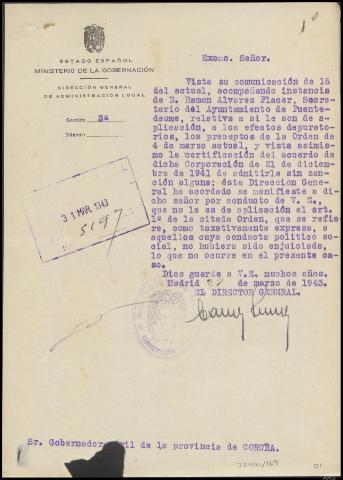 ESTADO ESPAÑOL
MINISTERIO DE LA GOBERNACIÓN
DIRECCIÓN GENERAL
DE ADMINISTRACIÓN LOCAL
Sección 3a
Número
31 MAR. 1943
5197
Excmo. Señor.
Vista su comunicación de 16
del actual, acompañando instancia
de D. Ramon Alvarez Placer, Secre-
tario del Ayuntamiento de Puente-
deume, relativa a si le son de a-
plicación, a los efectos depurato-
rios, los preceptos de la Orden de
4 de marzo actual, y vista asimismo
la certificación del acuerdo de
dicha Corporación de 21 de diciem-
bre de 1941 de admitirle sin san-
ción alguna; ésta Direccion Gene-
ral ha acordado se manifieste a di-
cho señor por conducto de V. E.,
que no le es de aplicación el art.
1º de la citada Orden, que se refie-
re, como taxativamente expresa, a
aquellos cuya conducta politico so-
cial, no hubiera sido enjuiciada,
lo que no ocurre en el presente ca-
so.
Dios guarde a V.E. muchos años.
Madrid 27 de marzo de 1943.
EL DIRECTOR GENERAL.
Sr. Gobernador Civil de la provincia de CORUÑA.